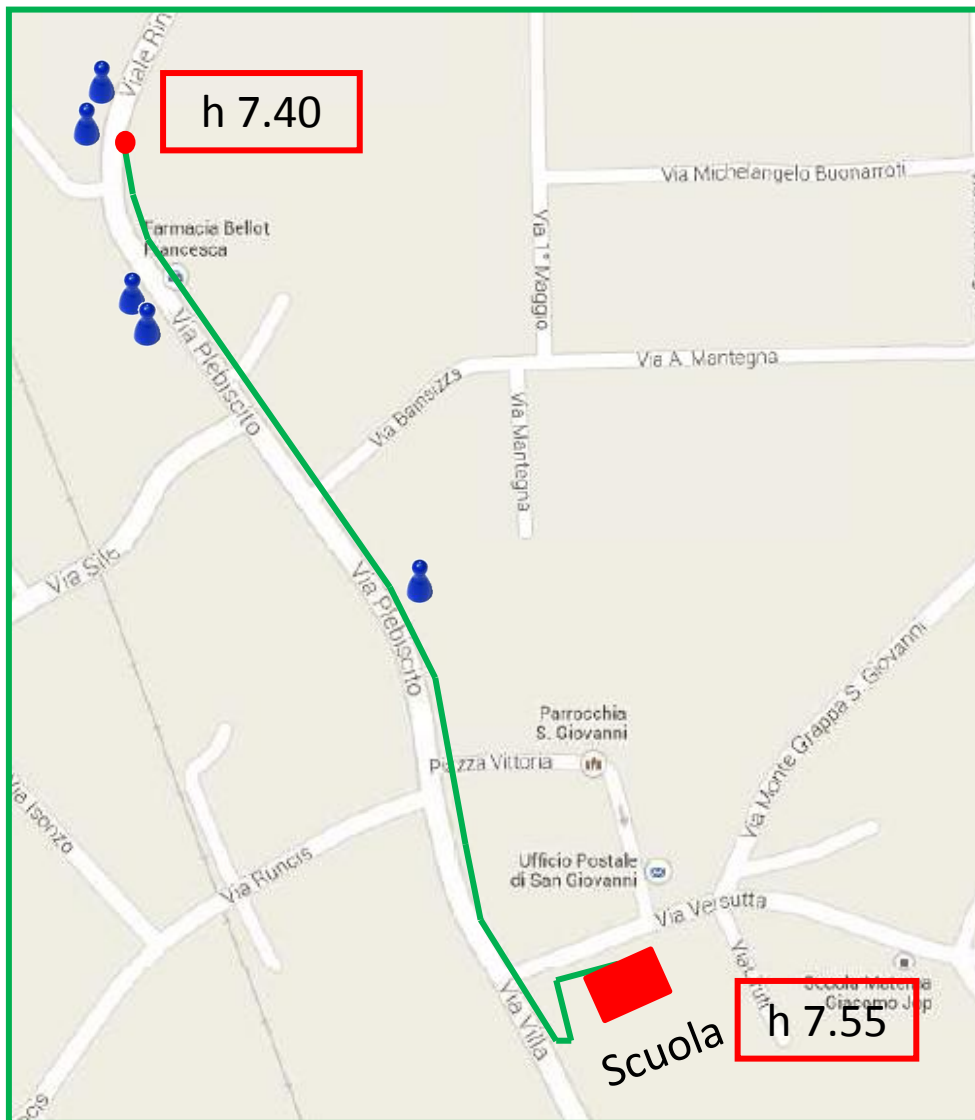 Viale Rin
h 7.40
Via Michelangelo Buonarroti
Farmacia Bellot
Francesca
Via 1° Maggio
Via Plebiscito
Via A. Mantegna
Via Bainsizza
Via Mantegna
Via Sile
Via Plebiscito
Via Monte Grappa S. Giovanni
Parrocchia
S. Giovanni
Piazza Vittoria
Via Isonzo
Via Runcis
Ufficio Postale
di San Giovanni
Via Versutta
Scuola Materna
Giacomo Jop
Via Villa
h 7.55
Scuola